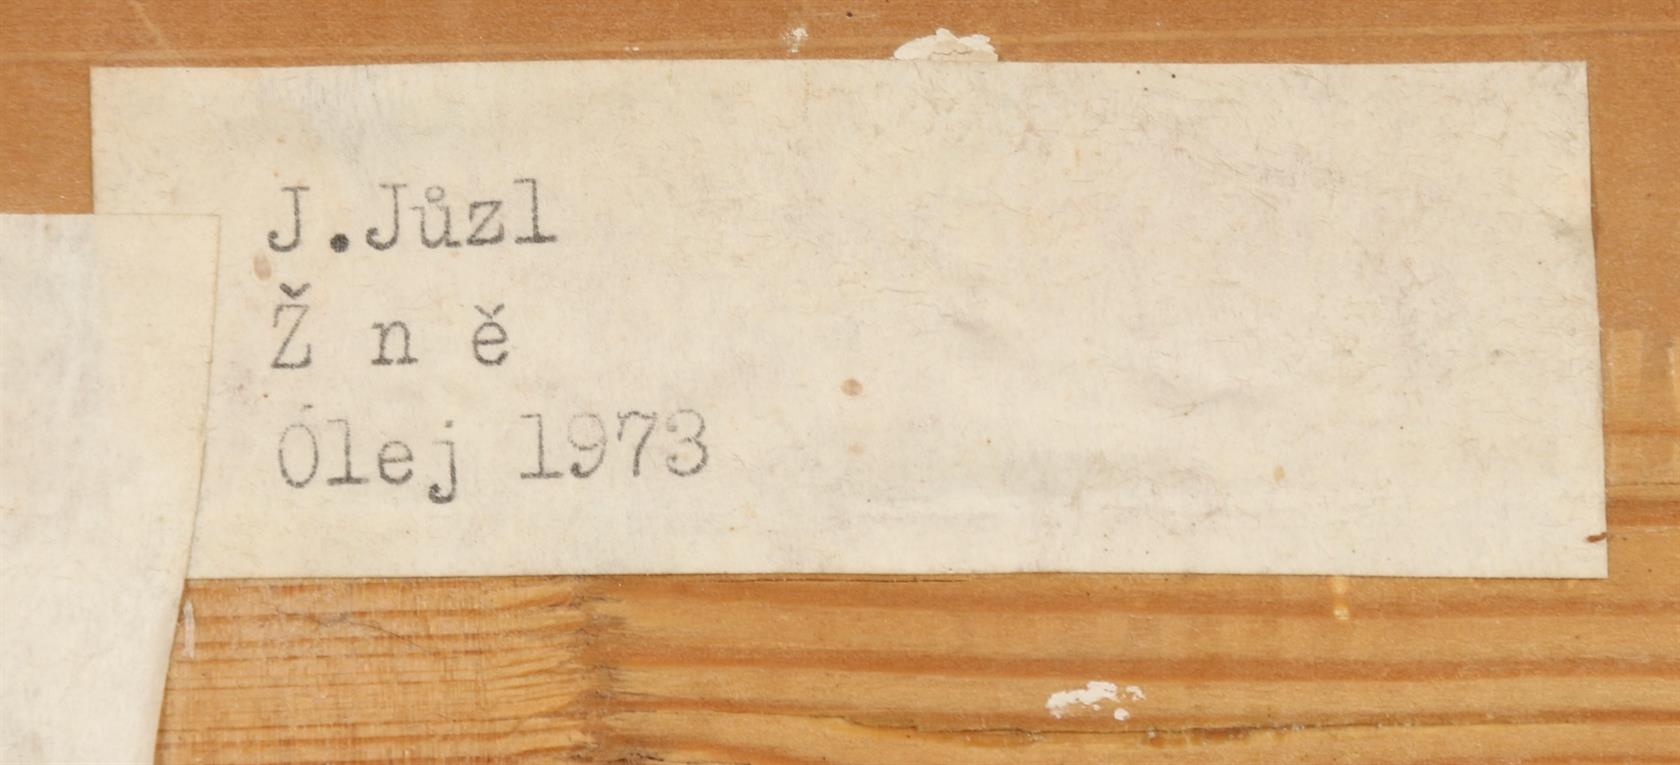 J.Jůzl
Ž n ě
Ólej 1973